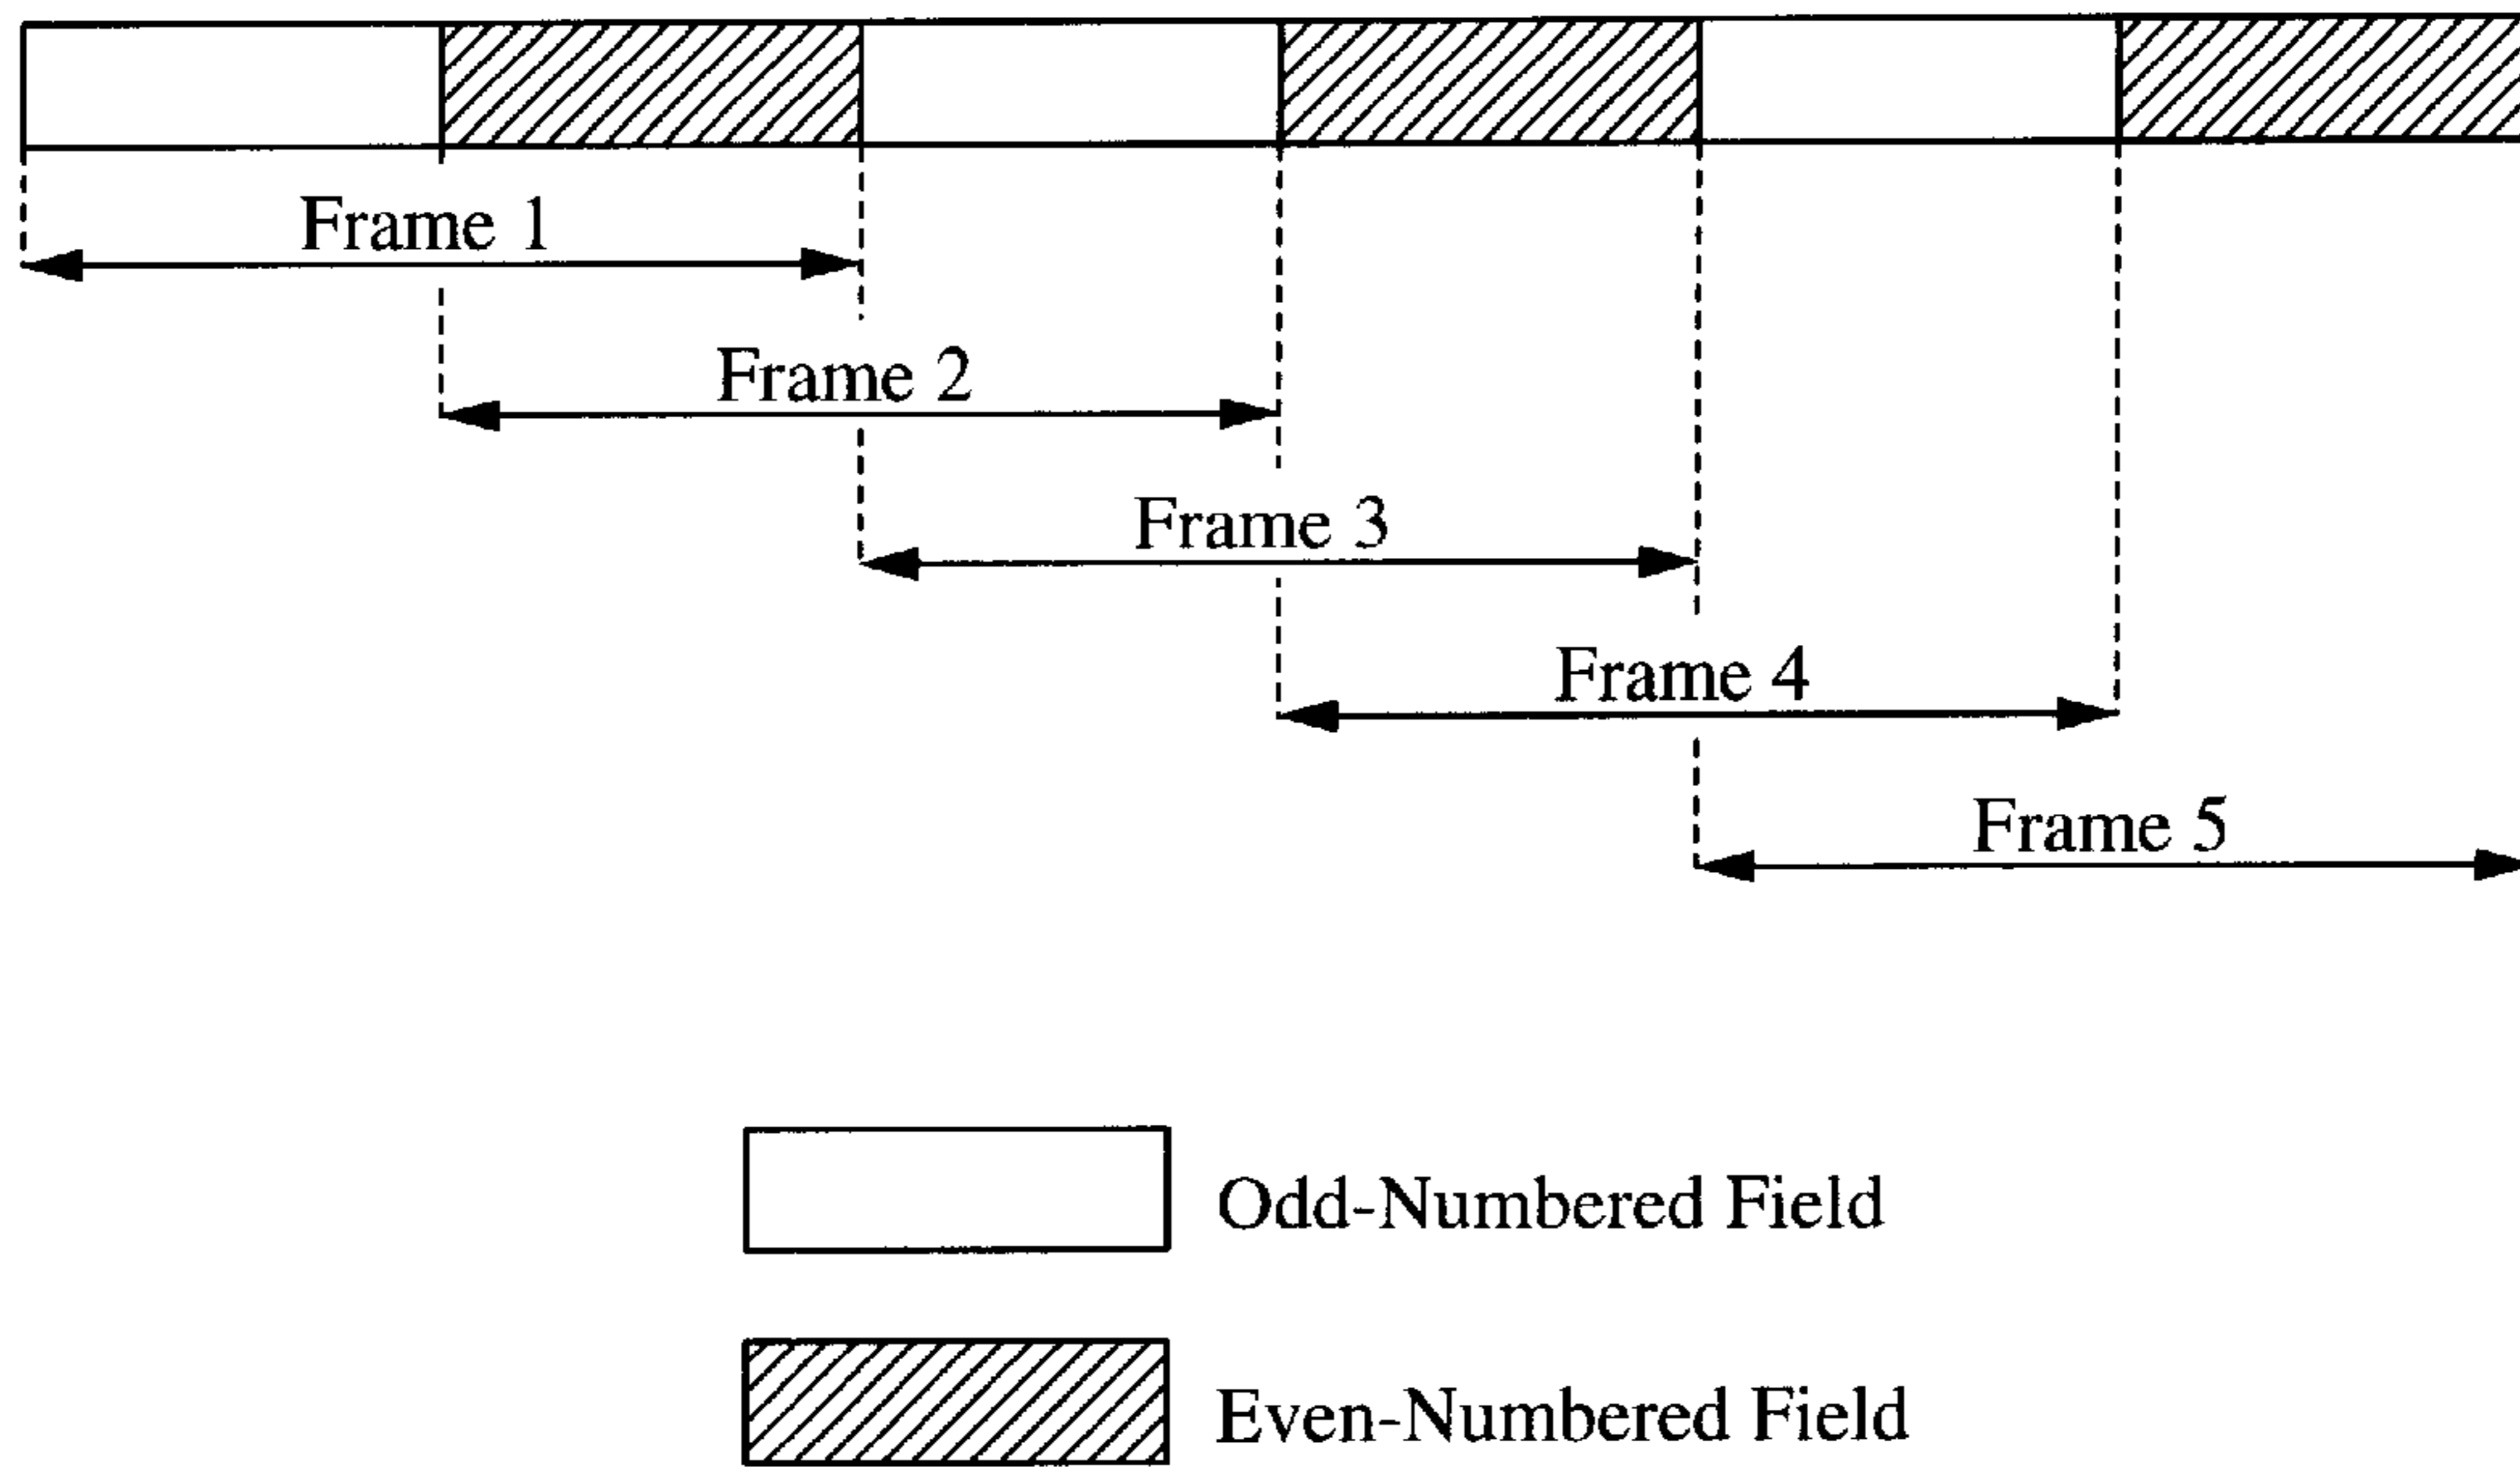 Frame 1
Frame 2
Frame 3
Frame 4
Frame 5
Odd-Numbered Field
Even-Numbered Field